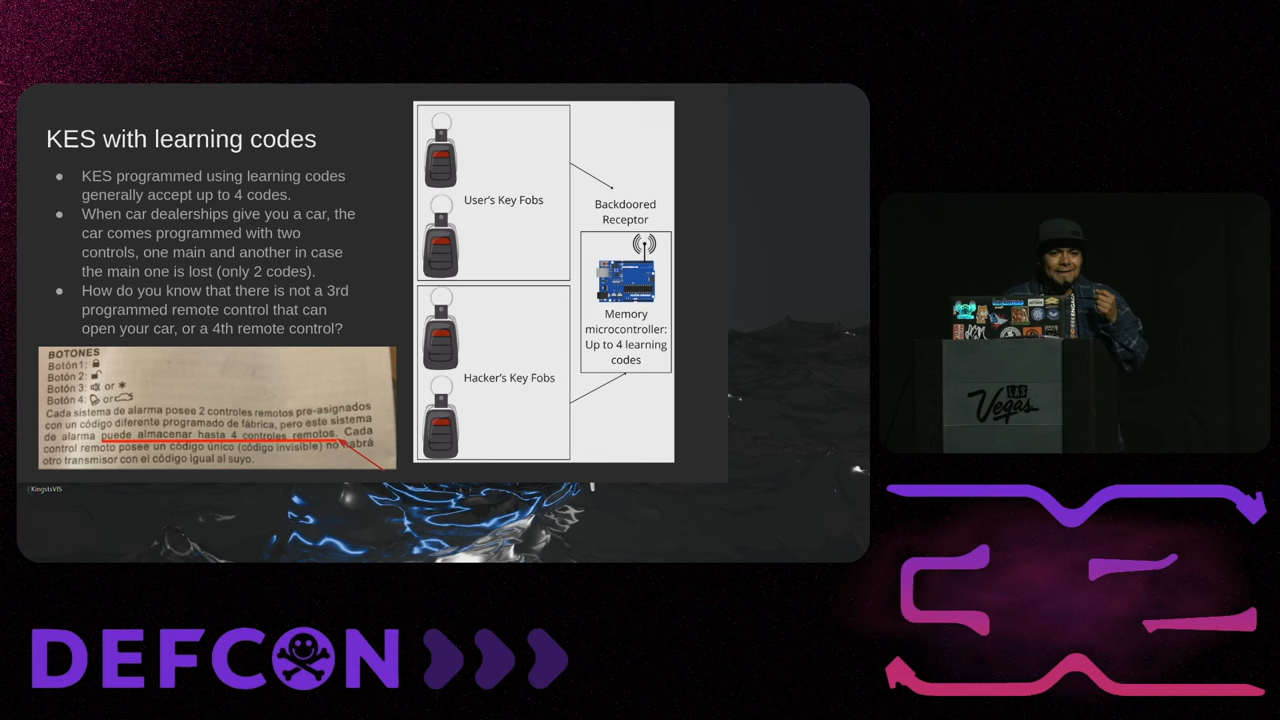 KES with learning codes
● KES programmed using learning codes
generally accept up to 4 codes.
● When car dealerships give you a car, the
car comes programmed with two
controls, one main and another in case
the main one is lost (only 2 codes).
● How do you know that there is not a 3rd
programmed remote control that can
open your car, or a 4th remote control?
BOTONES
Botón1:
Botón 2:
Botón 3: or *
Botón 4: or
Cada sistema de alarma posee 2 controles remotos pre-asignados
con un código diferente programado de fábrica, pero este sistema
de alarma puede almacenar hasta 4 controles remotos. Cada
control remoto posee un código único (código invisible) no habrá
otro transmisor con el código igual al suyo.
User's Key Fobs
Hacker's Key Fobs
Backdoored
Receptor
Memory
microcontroller:
Up to 4 learning
codes
KingstsVIS
LAS
Vegas
DEFCON